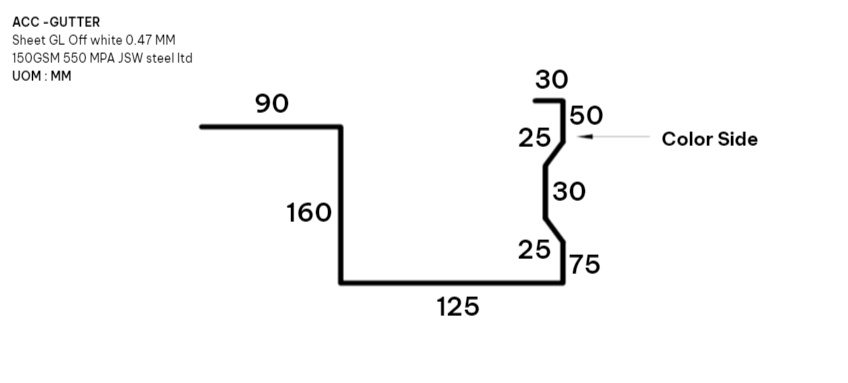 ACC -GUTTER
Sheet GL Off white 0.47 MM
150GSM 550 MPA JSW steel ltd
UOM : MM
30
90
50
25
Color Side
30
160
25
75
125